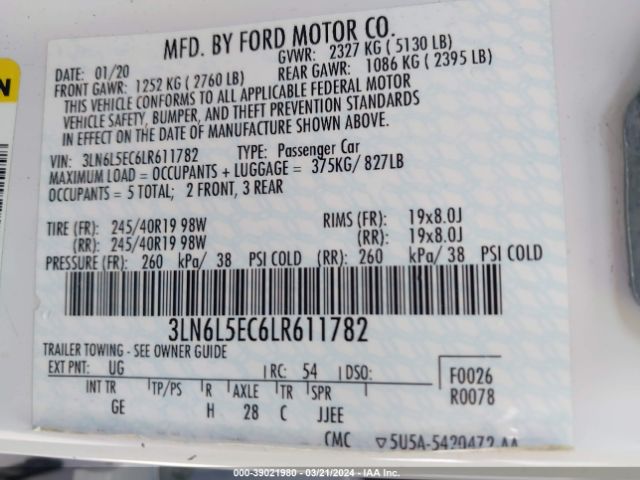 MFD. BY FORD MOTOR CO.
DATE: 01/20 GVWR: 2327 KG ( 5130 LB)
FRONT GAWR: 1252 KG ( 2760 LB) REAR GAWR: 1086 KG ( 2395 LB)
THIS VEHICLE CONFORMS TO ALL APPLICABLE FEDERAL MOTOR
VEHICLE SAFETY, BUMPER, AND THEFT PREVENTION STANDARDS
IN EFFECT ON THE DATE OF MANUFACTURE SHOWN ABOVE.
VIN: 3LN6L5EC6LR611782 TYPE: Passenger Car
MAXIMUM LOAD = OCCUPANTS + LUGGAGE = 375KG/ 827LB
OCCUPANTS = 5 TOTAL; 2 FRONT, 3 REAR
TIRE (FR): 245/40R19 98W RIMS (FR): 19x8.0J
(RR): 245/40R19 98W (RR): 19x8.0J
PRESSURE (FR): 260 kPa/ 38 PSI COLD (RR): 260 kPa/ 38 PSI COLD
3LN6L5EC6LR611782
TRAILER TOWING - SEE OWNER GUIDE
EXT PNT: UG RC: 54 DSO: F0026
INT TR TP/PS R AXLE TR SPR R0078
GE H 28 C JJEE
CMC ▽5U5A-5420472 AA
000-39021980 - 03/21/2024 - IAA Inc.